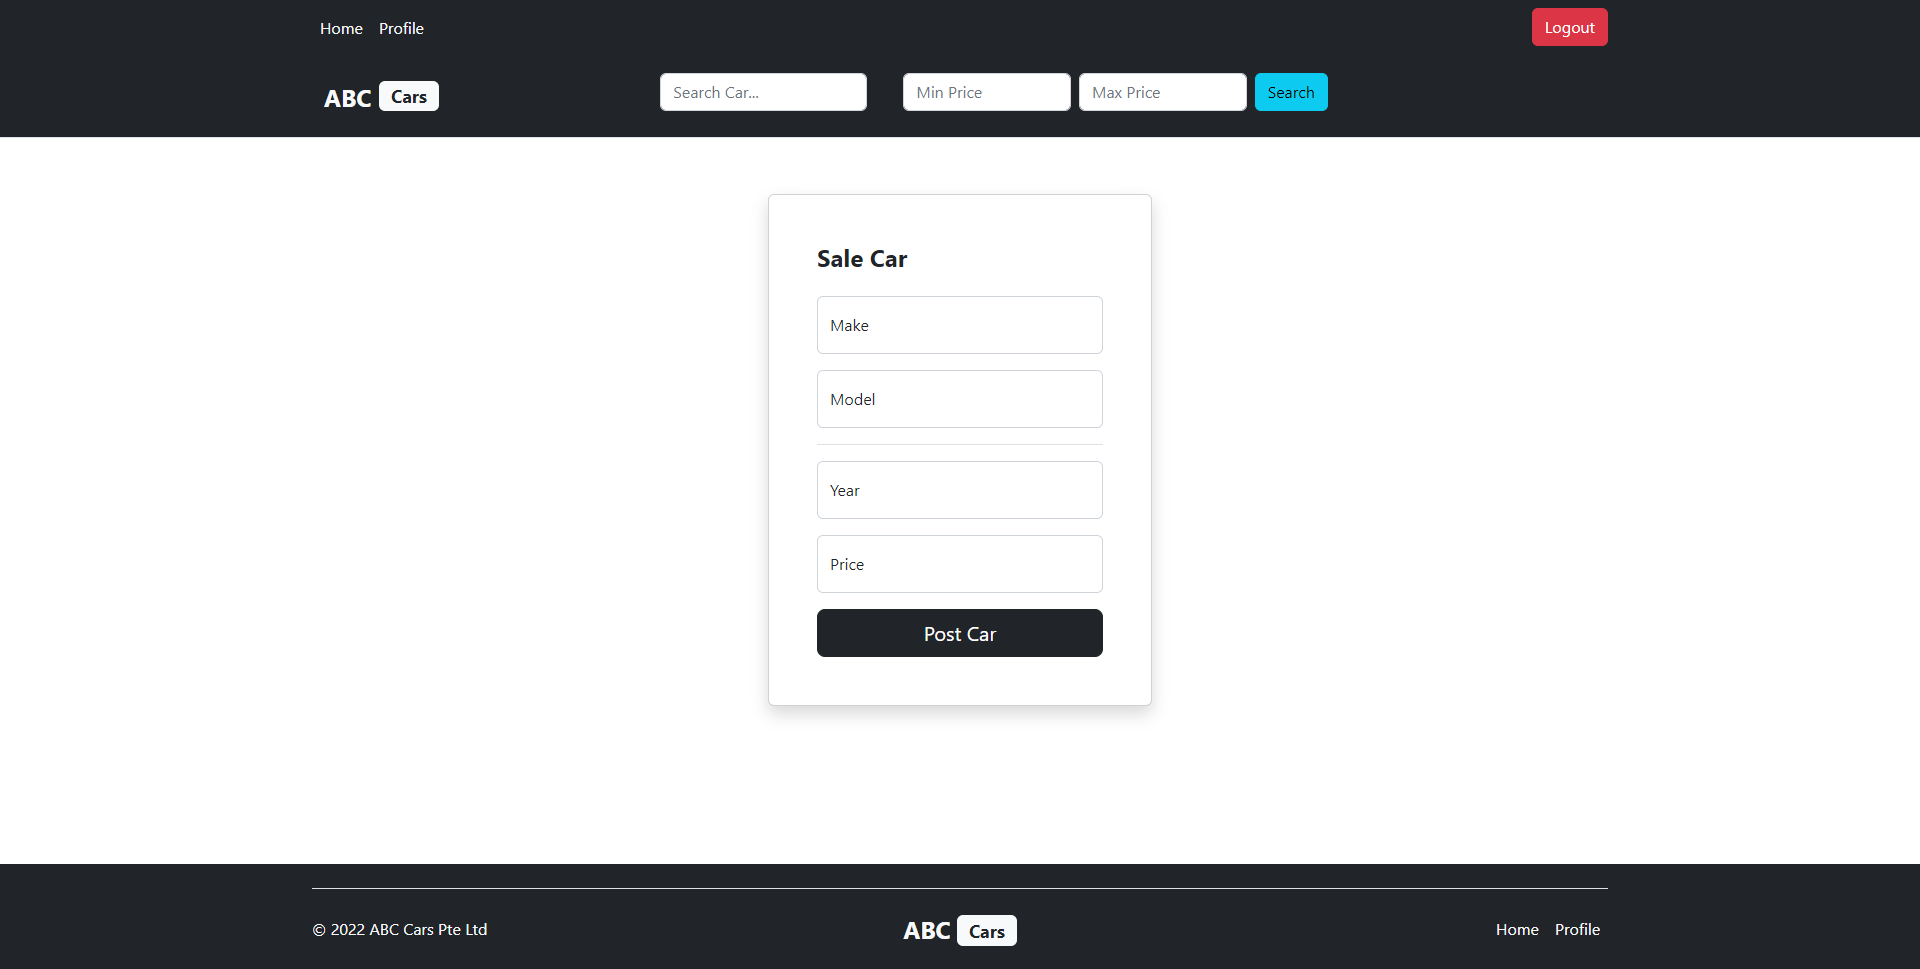 Home Profile Logout
ABC Cars Search Car... Min Price Max Price Search
Sale Car
Make
Model
Year
Price
Post Car
© 2022 ABC Cars Pte Ltd ABC Cars Home Profile